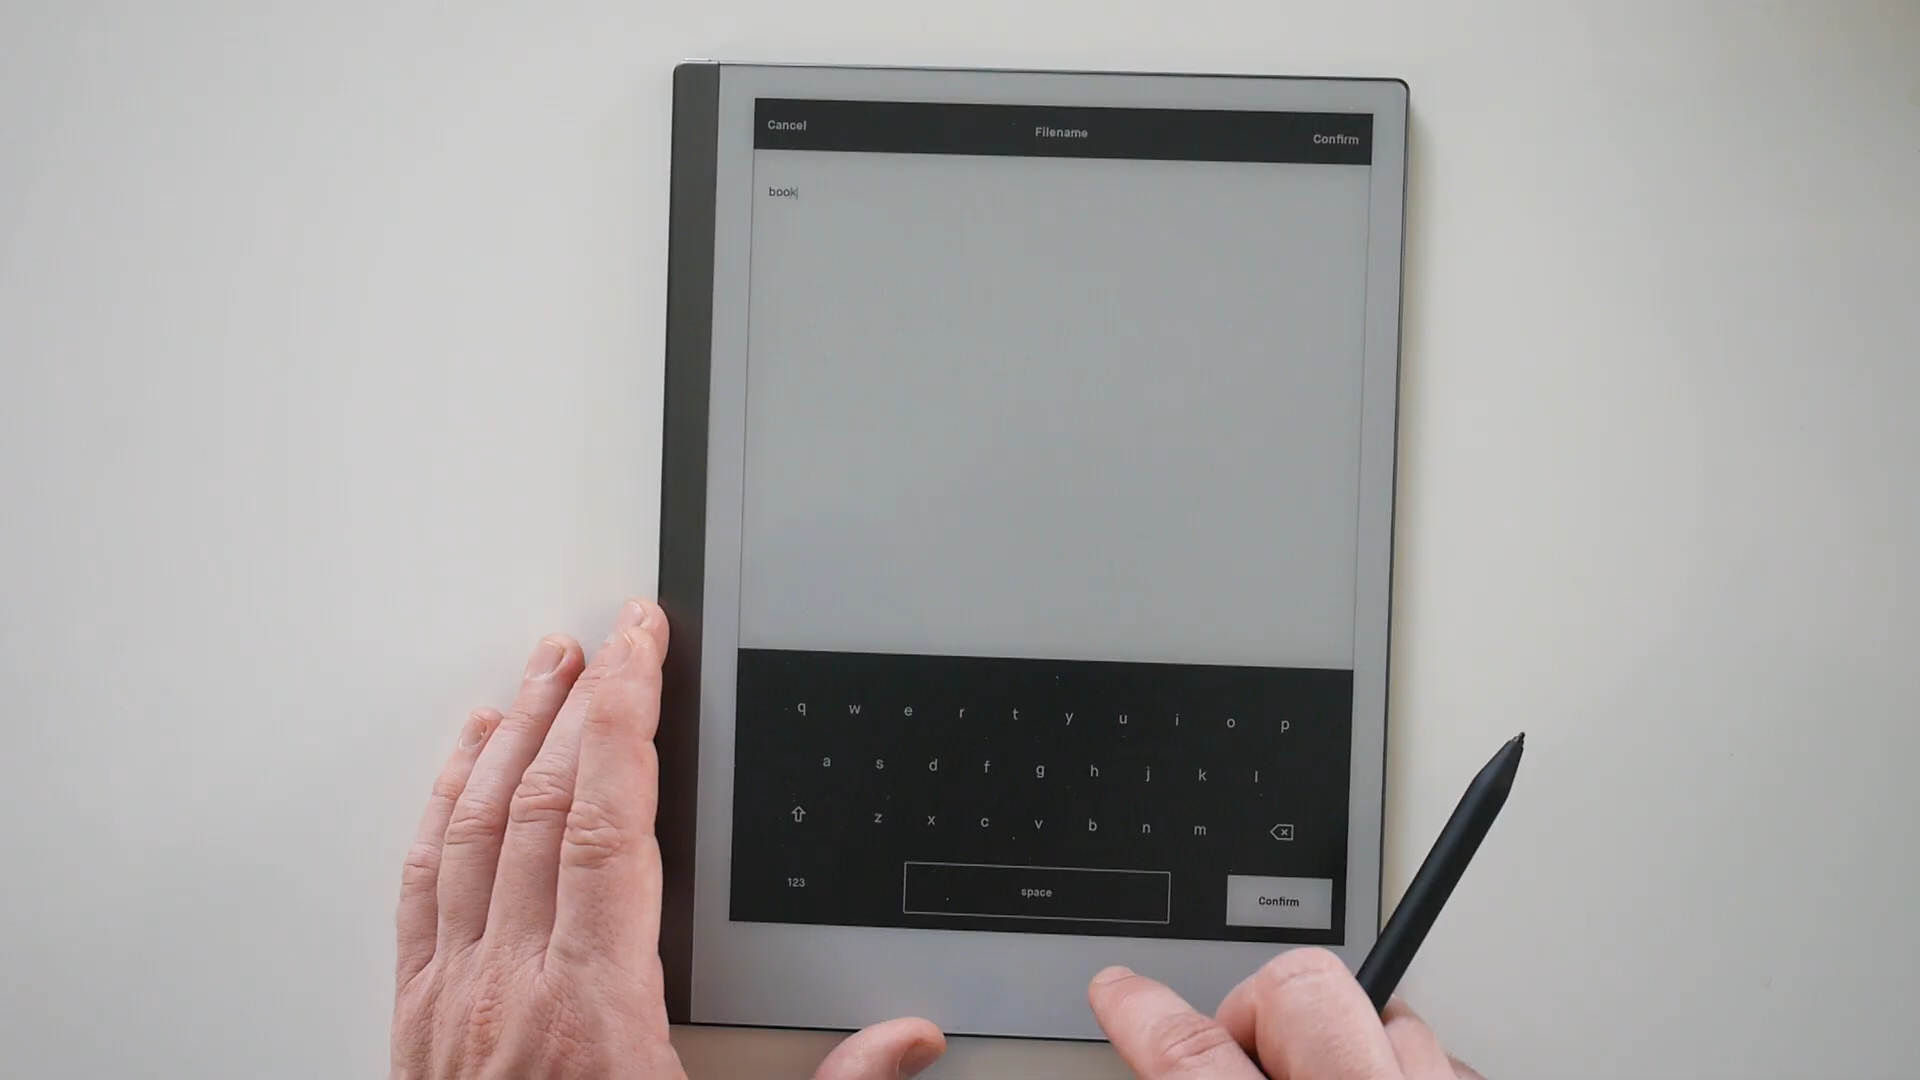 Cancel Filename Confirm
book
q w e r t y u i o p
a s d f g h j k l
z x c v b n m
123 space Confirm